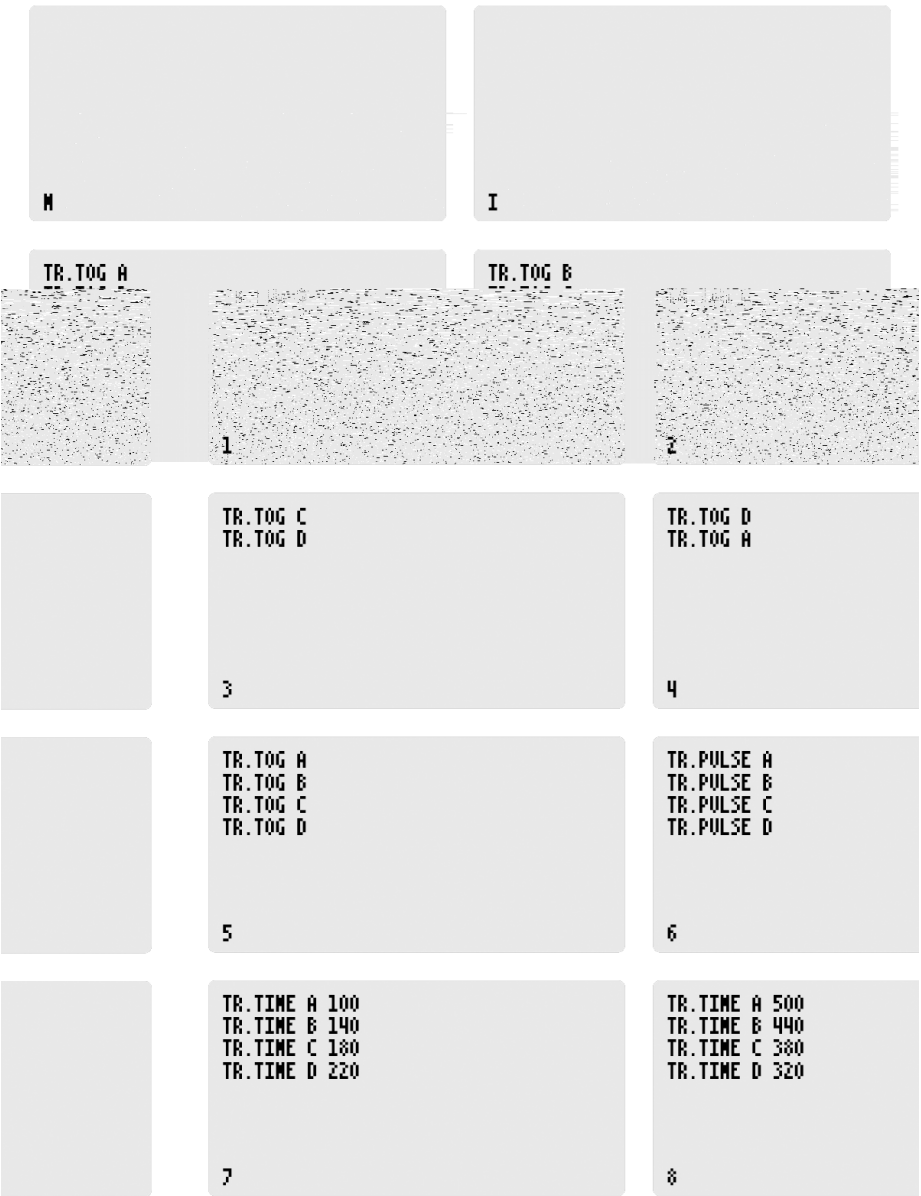 M
I
TR.TOG A
TR.TOG B
1
2
TR.TOG C
TR.TOG D
3
TR.TOG D
TR.TOG A
4
TR.TOG A
TR.TOG B
TR.TOG C
TR.TOG D
5
TR.PULSE A
TR.PULSE B
TR.PULSE C
TR.PULSE D
6
TR.TIME A 100
TR.TIME B 140
TR.TIME C 180
TR.TIME D 220
7
TR.TIME A 500
TR.TIME B 440
TR.TIME C 380
TR.TIME D 320
8